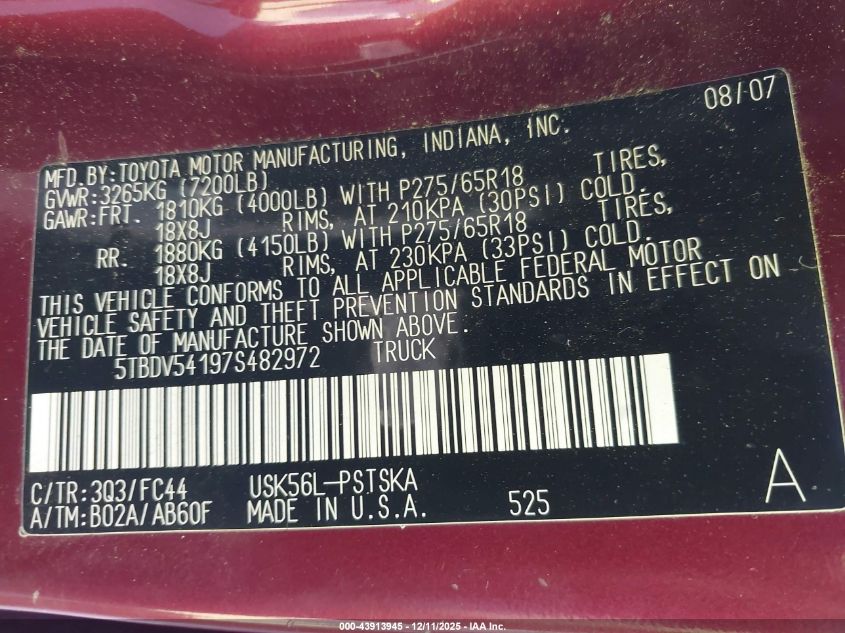 08/07
MFD.BY:TOYOTA MOTOR MANUFACTURING, INDIANA, INC.
GVWR:3265KG (7200LB)
GAWR:FRT. 1810KG (4000LB) WITH P275/65R18 TIRES,
18X8J RIMS, AT 210KPA (30PSI) COLD.
RR. 1880KG (4150LB) WITH P275/65R18 TIRES,
18X8J RIMS, AT 230KPA (33PSI) COLD.
THIS VEHICLE CONFORMS TO ALL APPLICABLE FEDERAL MOTOR
VEHICLE SAFETY AND THEFT PREVENTION STANDARDS IN EFFECT ON
THE DATE OF MANUFACTURE SHOWN ABOVE.
5TBDV54197S482972 TRUCK
C/TR:3Q3/FC44 USK56L-PSTSKA
A/TM:B02A/AB60F MADE IN U.S.A. 525 A
000-43913945 - 12/11/2025 - IAA Inc.